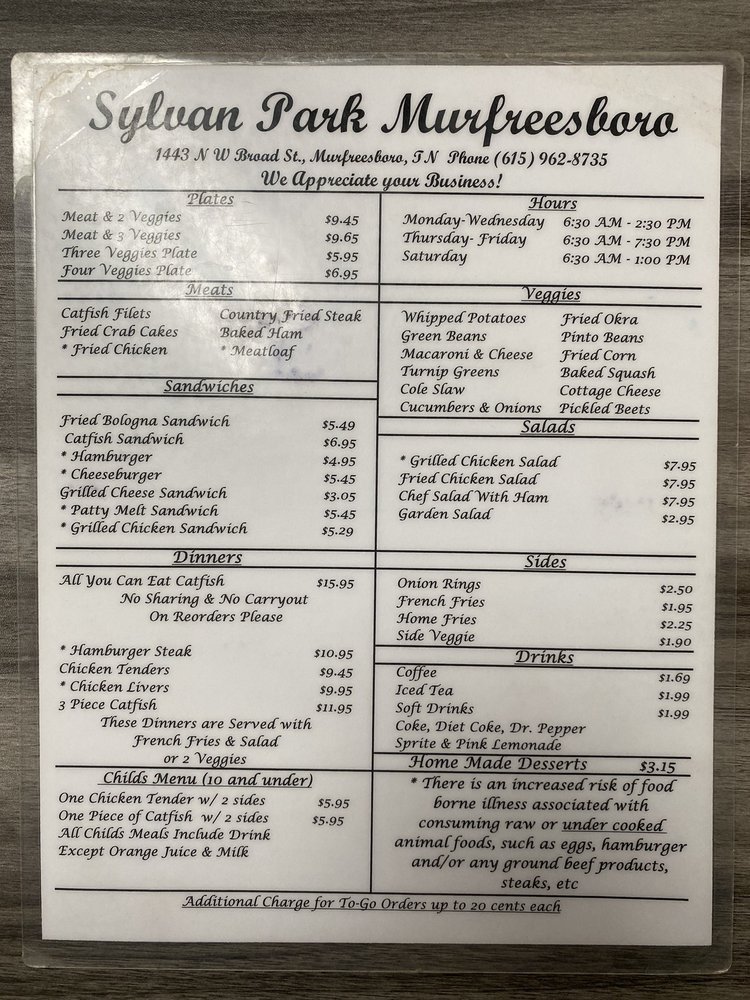 Sylvan Park Murfreesboro
1443 N W Broad St., Murfreesboro, TN Phone (615) 962-8735
We Appreciate your Business!
Plates
Meat & 2 Veggies $9.45
Meat & 3 Veggies $9.65
Three Veggies Plate $5.95
Four Veggies Plate $6.95
Meats
Catfish Filets Country Fried Steak
Fried Crab Cakes Baked Ham
* Fried Chicken * Meatloaf
Sandwiches
Fried Bologna Sandwich $5.49
Catfish Sandwich $6.95
* Hamburger $4.95
* Cheeseburger $5.45
Grilled Cheese Sandwich $3.05
* Patty Melt Sandwich $5.45
* Grilled Chicken Sandwich $5.29
Dinners
All You Can Eat Catfish $15.95
No Sharing & No Carryout
On Reorders Please
* Hamburger Steak $10.95
Chicken Tenders $9.45
* Chicken Livers $9.95
3 Piece Catfish $11.95
These Dinners are Served with
French Fries & Salad
or 2 Veggies
Childs Menu (10 and under)
One Chicken Tender w/ 2 sides $5.95
One Piece of Catfish w/ 2 sides $5.95
All Childs Meals Include Drink
Except Orange Juice & Milk
Hours
Monday-Wednesday 6:30 AM - 2:30 PM
Thursday- Friday 6:30 AM - 7:30 PM
Saturday 6:30 AM - 1:00 PM
Veggies
Whipped Potatoes Fried Okra
Green Beans Pinto Beans
Macaroni & Cheese Fried Corn
Turnip Greens Baked Squash
Cole Slaw Cottage Cheese
Cucumbers & Onions Pickled Beets
Salads
* Grilled Chicken Salad $7.95
Fried Chicken Salad $7.95
Chef Salad With Ham $7.95
Garden Salad $2.95
Sides
Onion Rings $2.50
French Fries $1.95
Home Fries $2.25
Side Veggie $1.90
Drinks
Coffee $1.69
Iced Tea $1.99
Soft Drinks $1.99
Coke, Diet Coke, Dr. Pepper
Sprite & Pink Lemonade
Home Made Desserts $3.15
* There is an increased risk of food
borne illness associated with
consuming raw or under cooked
animal foods, such as eggs, hamburger
and/or any ground beef products,
steaks, etc
Additional Charge for To-Go Orders up to 20 cents each